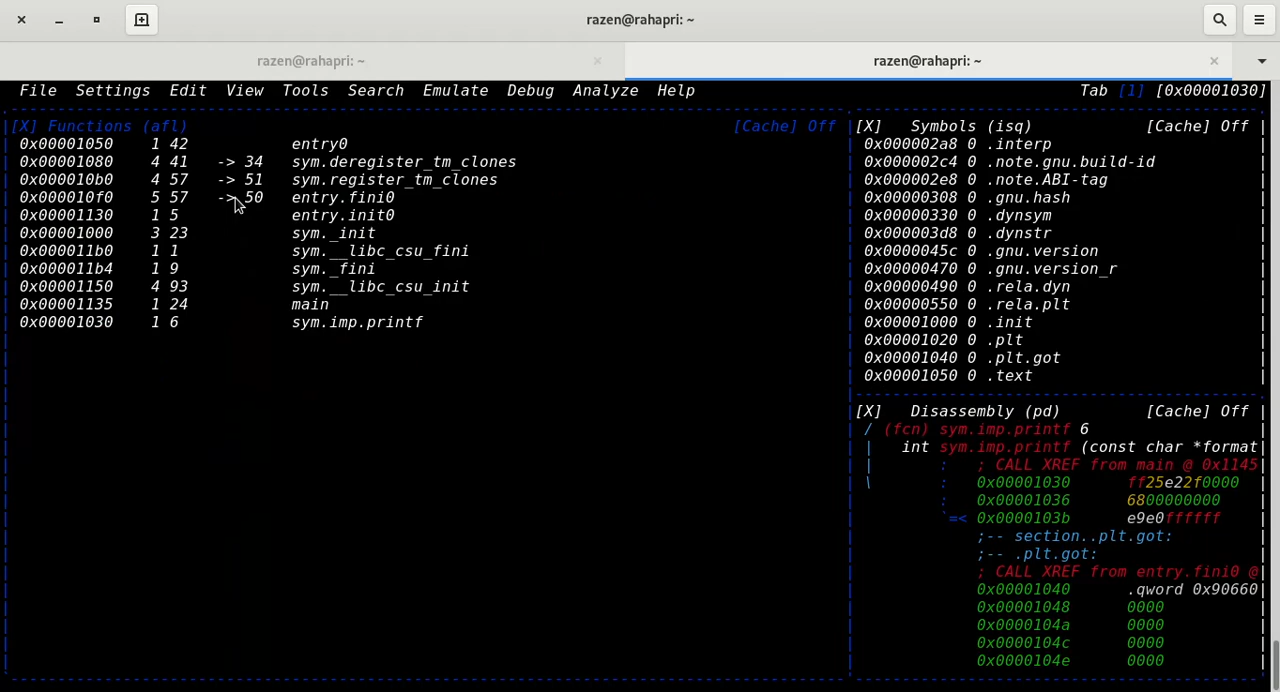 razen@rahapri: ~
razen@rahapri: ~
razen@rahapri: ~
File Settings Edit View Tools Search Emulate Debug Analyze Help Tab [1] [0x00001030]
[X] Functions (afl) [Cache] Off
0x00001050 1 42 entry0
0x00001080 4 41 -> 34 sym.deregister_tm_clones
0x000010b0 4 57 -> 51 sym.register_tm_clones
0x000010f0 5 57 -> 50 entry.fini0
0x00001130 1 5 entry.init0
0x00001000 3 23 sym._init
0x000011b0 1 1 sym.__libc_csu_fini
0x000011b4 1 9 sym._fini
0x00001150 4 93 sym.__libc_csu_init
0x00001135 1 24 main
0x00001030 1 6 sym.imp.printf
[X] Symbols (isq) [Cache] Off
0x000002a8 0 .interp
0x000002c4 0 .note.gnu.build-id
0x000002e8 0 .note.ABI-tag
0x00000308 0 .gnu.hash
0x00000330 0 .dynsym
0x000003d8 0 .dynstr
0x0000045c 0 .gnu.version
0x00000470 0 .gnu.version_r
0x00000490 0 .rela.dyn
0x00000550 0 .rela.plt
0x00001000 0 .init
0x00001020 0 .plt
0x00001040 0 .plt.got
0x00001050 0 .text
[X] Disassembly (pd) [Cache] Off
/ (fcn) sym.imp.printf 6
| int sym.imp.printf (const char *format
| : ; CALL XREF from main @ 0x1145
\ : 0x00001030 ff25e22f0000
: 0x00001036 6800000000
`=< 0x0000103b e9e0ffffff
;-- section..plt.got:
;-- .plt.got:
; CALL XREF from entry.fini0 @
0x00001040 .qword 0x90660
0x00001048 0000
0x0000104a 0000
0x0000104c 0000
0x0000104e 0000